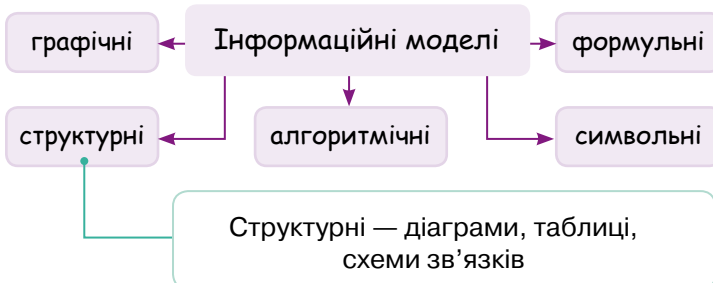 Інформаційні моделі
графічні
формульні
структурні
алгоритмічні
символьні
Структурні — діаграми, таблиці,
схеми зв’язків